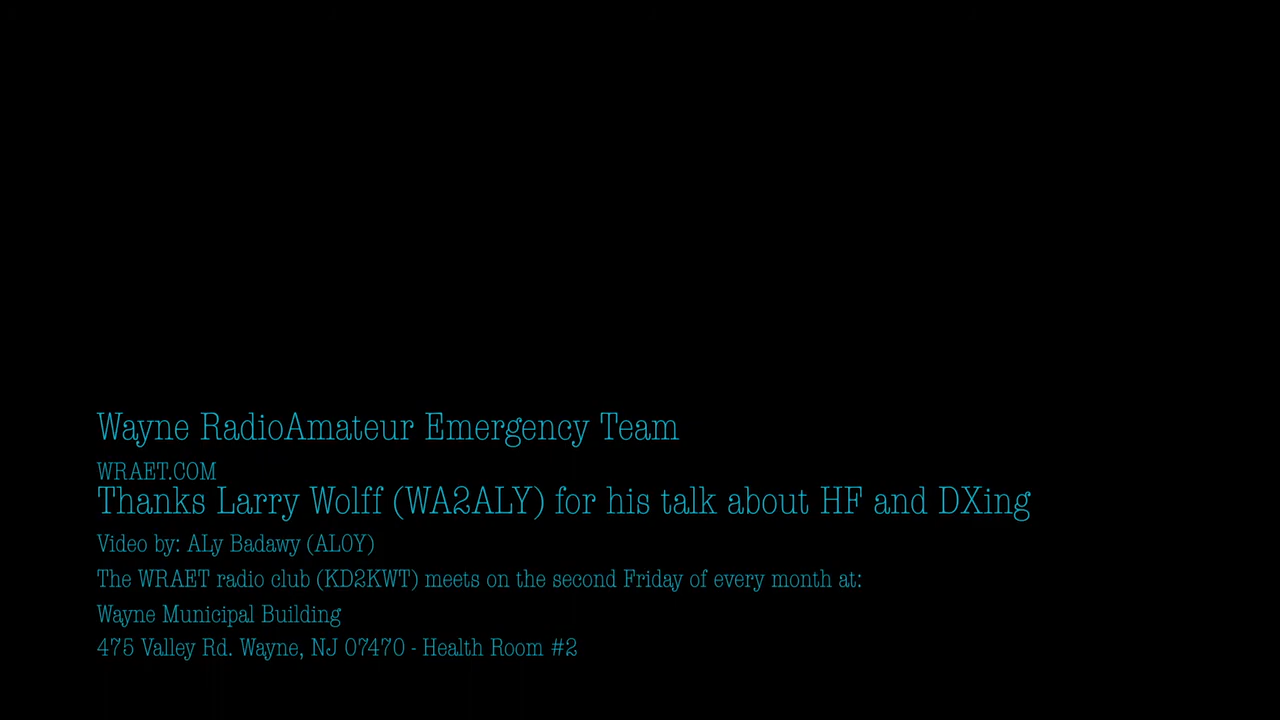 Wayne RadioAmateur Emergency Team
WRAET.COM
Thanks Larry Wolff (WA2ALY) for his talk about HF and DXing
Video by: ALy Badawy (AL0Y)
The WRAET radio club (KD2KWT) meets on the second Friday of every month at:
Wayne Municipal Building
475 Valley Rd. Wayne, NJ 07470 - Health Room #2